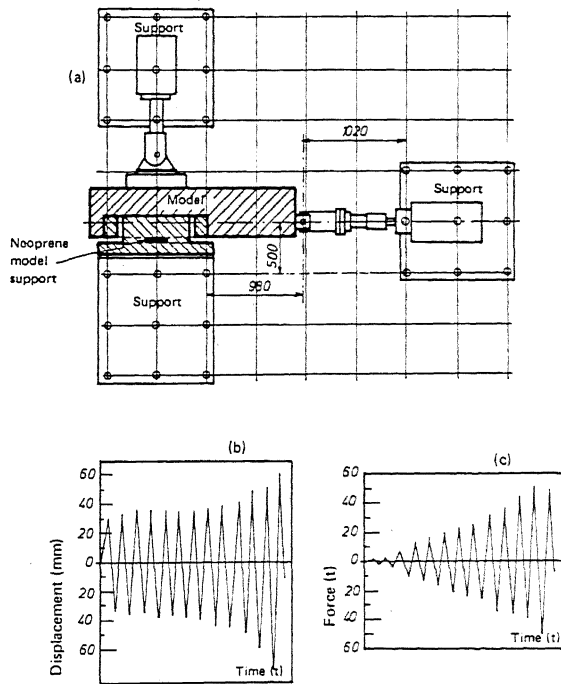 Support
(a)
1020
Model
Support
Neoprene
model
support
500
980
Support
(b)
Displacement (mm)
60
40
20
0
20
40
60
Time (t)
(c)
Force (t)
60
40
20
0
20
40
60
Time (t)